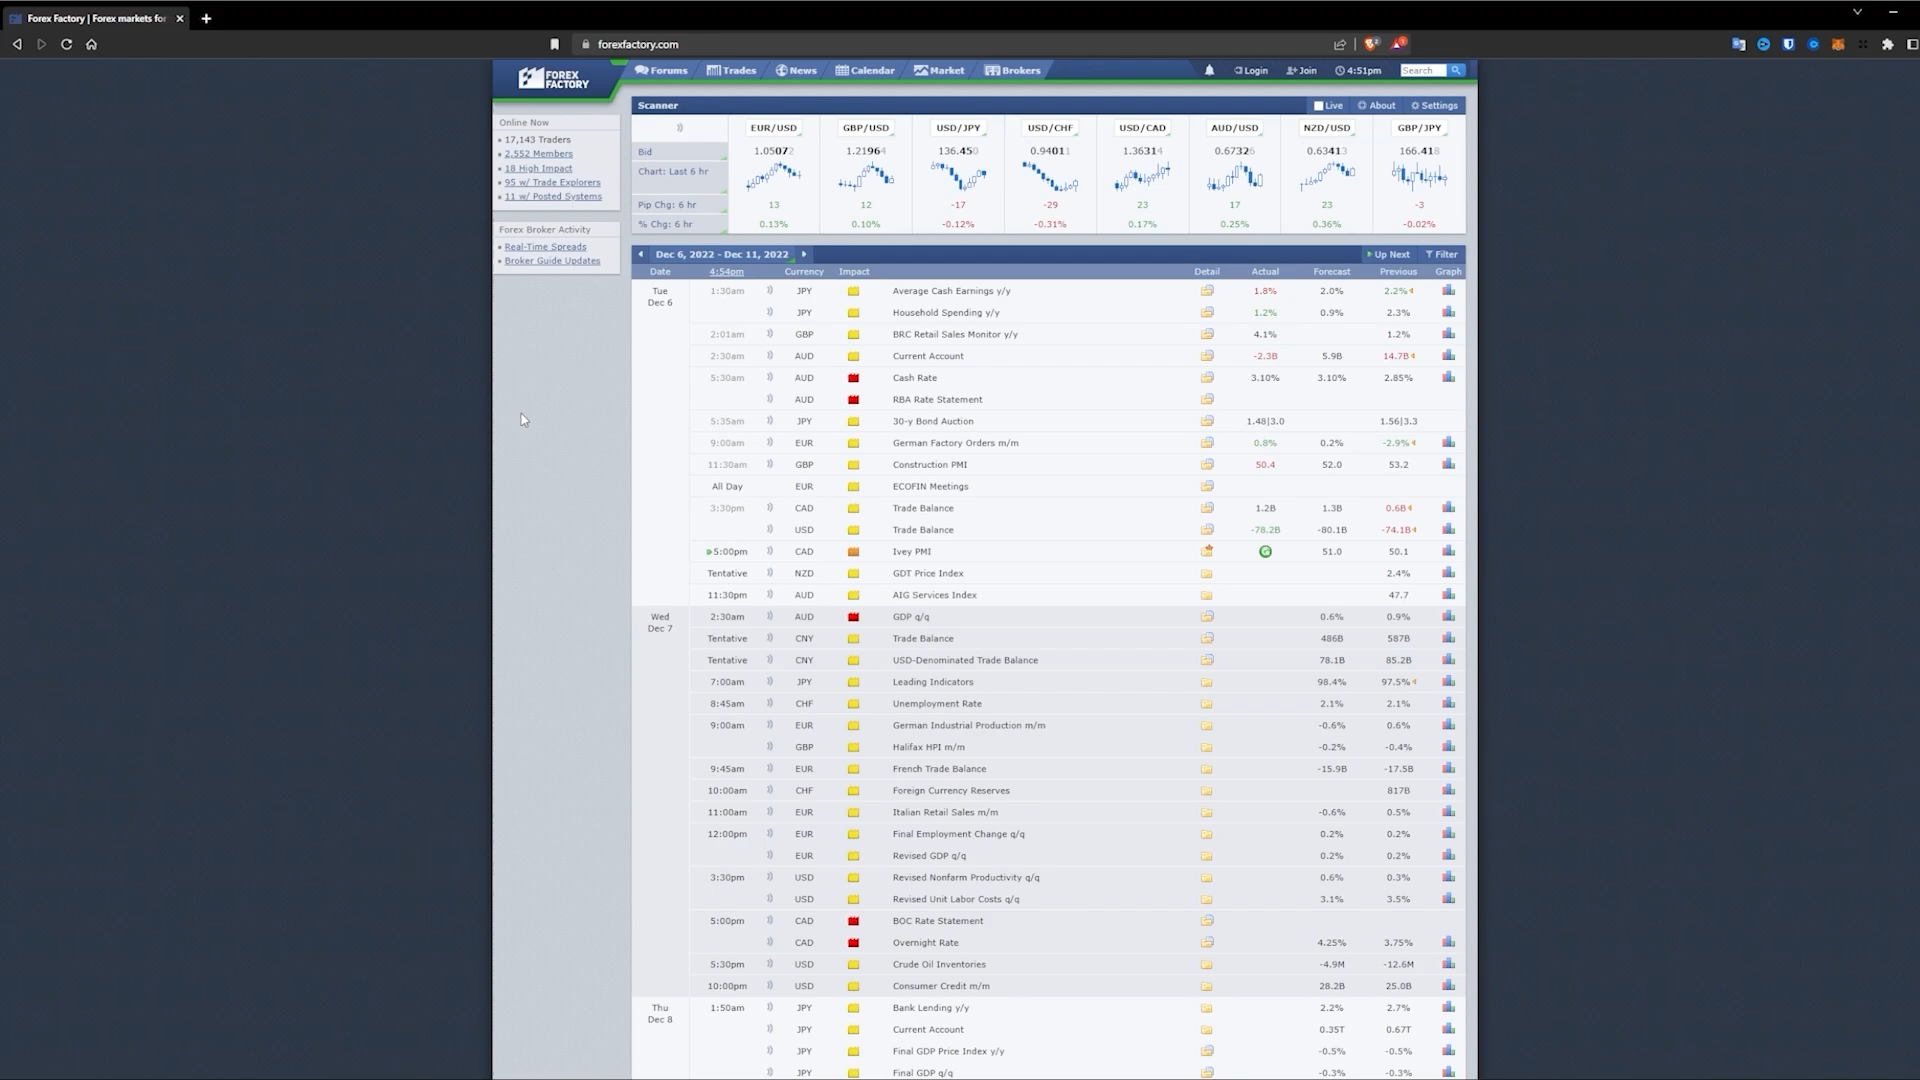 Forex Factory | Forex markets for
forexfactory.com
FOREX FACTORY Forums Trades News Calendar Market Brokers Login Join 4:51pm Search
Online Now
17,143 Traders
2,552 Members
18 High Impact
95 w/ Trade Explorers
11 w/ Posted Systems
Forex Broker Activity
Real-Time Spreads
Broker Guide Updates
Scanner Live About Settings
EUR/USD GBP/USD USD/JPY USD/CHF USD/CAD AUD/USD NZD/USD GBP/JPY
Bid 1.05072 1.21964 136.450 0.94011 1.36314 0.67326 0.63413 166.418
Chart: Last 6 hr
Pip Chg: 6 hr 13 12 -17 -29 23 17 23 -3
% Chg: 6 hr 0.13% 0.10% -0.12% -0.31% 0.17% 0.25% 0.36% -0.02%
Dec 6, 2022 - Dec 11, 2022 Up Next Filter
Date 4:54pm Currency Impact Detail Actual Forecast Previous Graph
Tue Dec 6 1:30am JPY Average Cash Earnings y/y 1.8% 2.0% 2.2%
JPY Household Spending y/y 1.2% 0.9% 2.3%
2:01am GBP BRC Retail Sales Monitor y/y 4.1% 1.2%
2:30am AUD Current Account -2.3B 5.9B 14.7B
5:30am AUD Cash Rate 3.10% 3.10% 2.85%
AUD RBA Rate Statement
5:35am JPY 30-y Bond Auction 1.48|3.0 1.56|3.3
9:00am EUR German Factory Orders m/m 0.8% 0.2% -2.9%
11:30am GBP Construction PMI 50.4 52.0 53.2
All Day EUR ECOFIN Meetings
3:30pm CAD Trade Balance 1.2B 1.3B 0.6B
USD Trade Balance -78.2B -80.1B -74.1B
5:00pm CAD Ivey PMI 51.0 50.1
Tentative NZD GDT Price Index 2.4%
11:30pm AUD AIG Services Index 47.7
Wed Dec 7 2:30am AUD GDP q/q 0.6% 0.9%
Tentative CNY Trade Balance 486B 587B
Tentative CNY USD-Denominated Trade Balance 78.1B 85.2B
7:00am JPY Leading Indicators 98.4% 97.5%
8:45am CHF Unemployment Rate 2.1% 2.1%
9:00am EUR German Industrial Production m/m -0.6% 0.6%
GBP Halifax HPI m/m -0.2% -0.4%
9:45am EUR French Trade Balance -15.9B -17.5B
10:00am CHF Foreign Currency Reserves 817B
11:00am EUR Italian Retail Sales m/m -0.6% 0.5%
12:00pm EUR Final Employment Change q/q 0.2% 0.2%
EUR Revised GDP q/q 0.2% 0.2%
3:30pm USD Revised Nonfarm Productivity q/q 0.6% 0.3%
USD Revised Unit Labor Costs q/q 3.1% 3.5%
5:00pm CAD BOC Rate Statement
CAD Overnight Rate 4.25% 3.75%
5:30pm USD Crude Oil Inventories -4.9M -12.6M
10:00pm USD Consumer Credit m/m 28.2B 25.0B
Thu Dec 8 1:50am JPY Bank Lending y/y 2.2% 2.7%
JPY Current Account 0.35T 0.67T
JPY Final GDP Price Index y/y -0.5% -0.5%
JPY Final GDP q/q -0.3% -0.3%